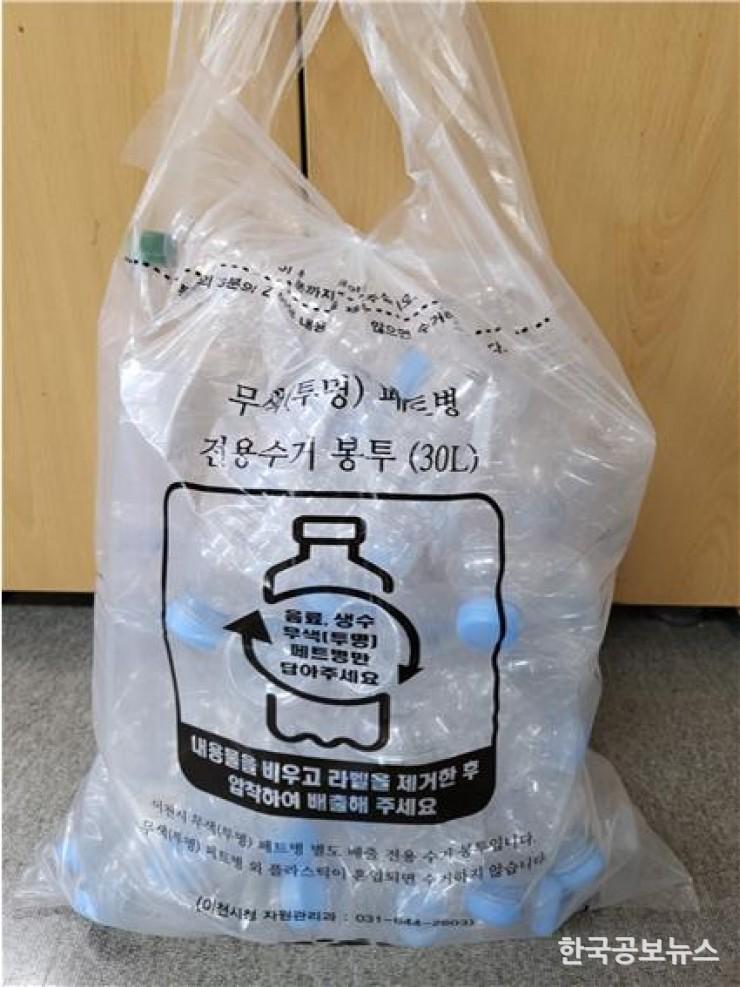 무색(투명) 페트병
전용수거 봉투 (30L)
음료, 생수
무색(투명)
페트병만
담아주세요
내용물을 비우고 라벨을 제거한 후
압착하여 배출해 주세요
이천시 무색(투명) 페트병 별도 배출 전용 수거 봉투입니다.
무색(투명) 페트병 외 플라스틱이 혼입되면 수거하지 않습니다.
(이천시청 자원관리과 : 031-644-2803)
한국공보뉴스